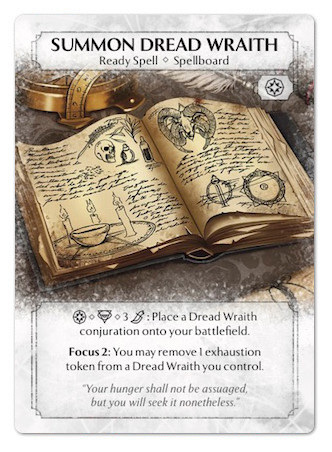 SUMMON DREAD WRAITH
Ready Spell ⬦ Spellboard
⬦ 3 : Place a Dread Wraith
conjuration onto your battlefield.
Focus 2: You may remove 1 exhaustion
token from a Dread Wraith you control.
"Your hunger shall not be assuaged,
but you will seek it nonetheless."